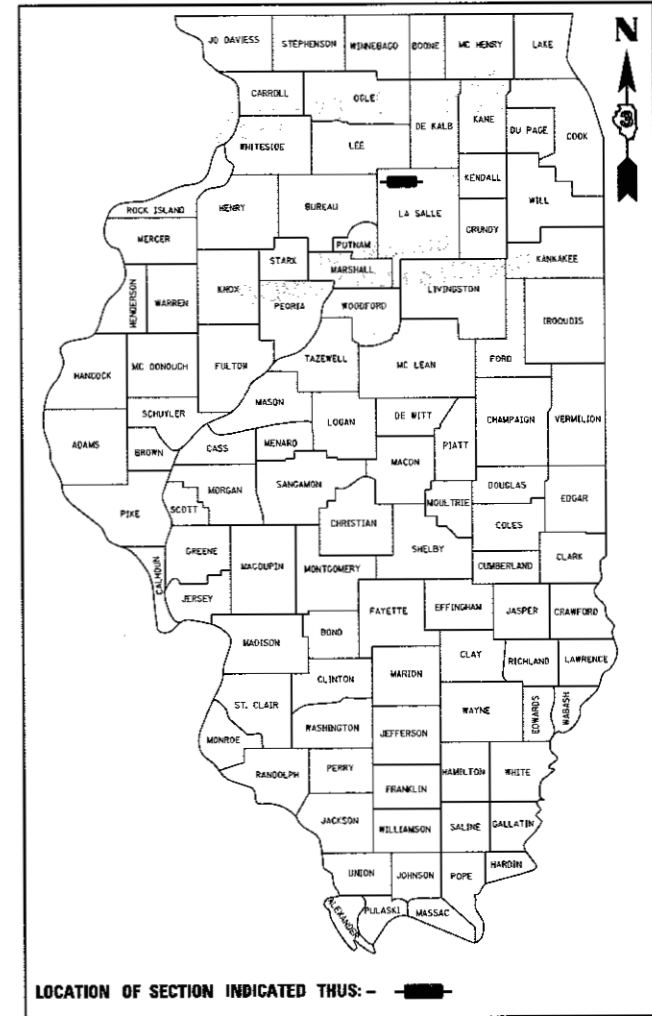 JO DAVIESS STEPHENSON WINNEBAGO BOONE MC HENRY LAKE
N
CARROLL OGLE DE KALB KANE DU PAGE COOK
3
WHITESIDE LEE
KENDALL WILL
ROCK ISLAND HENRY BUREAU LA SALLE GRUNDY
MERCER PUTNAM
STARK MARSHALL KANKAKEE
HENDERSON WARREN KNOX PEORIA WOODFORD LIVINGSTON IROQUOIS
HANCOCK MC DONOUGH FULTON TAZEWELL MC LEAN FORD
MASON
SCHUYLER LOGAN DE WITT CHAMPAIGN VERMILION
ADAMS BROWN CASS MENARD PIATT
MACON
PIKE SCOTT MORGAN SANGAMON MOULTRIE DOUGLAS EDGAR
CHRISTIAN COLES
CALHOUN GREENE MACOUPIN MONTGOMERY SHELBY CUMBERLAND CLARK
JERSEY FAYETTE EFFINGHAM JASPER CRAWFORD
MADISON BOND
CLINTON MARION CLAY RICHLAND LAWRENCE
ST. CLAIR WAYNE EDWARDS WABASH
MONROE WASHINGTON JEFFERSON
RANDOLPH PERRY HAMILTON WHITE
FRANKLIN
JACKSON WILLIAMSON SALINE GALLATIN
UNION JOHNSON POPE HARDIN
ALEXANDER PULASKI MASSAC
LOCATION OF SECTION INDICATED THUS: -